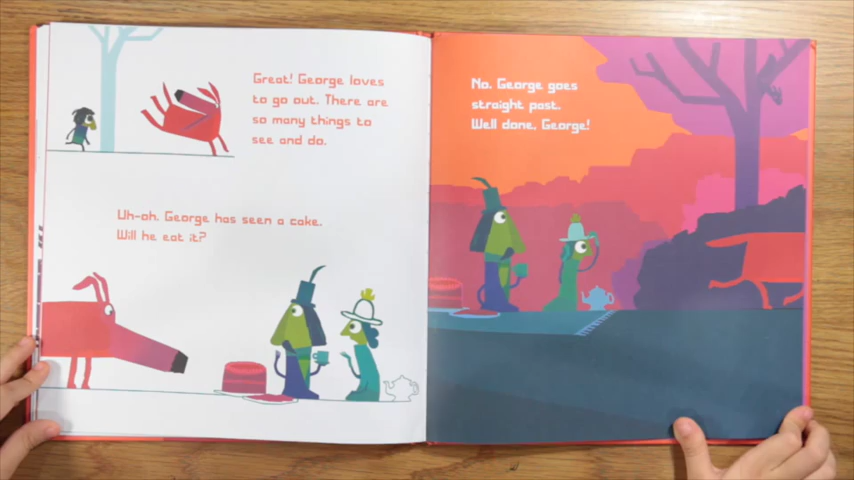 Great! George loves
to go out. There are
so many things to
see and do.
Uh-oh. George has seen a cake.
Will he eat it?
No. George goes
straight past.
Well done, George!